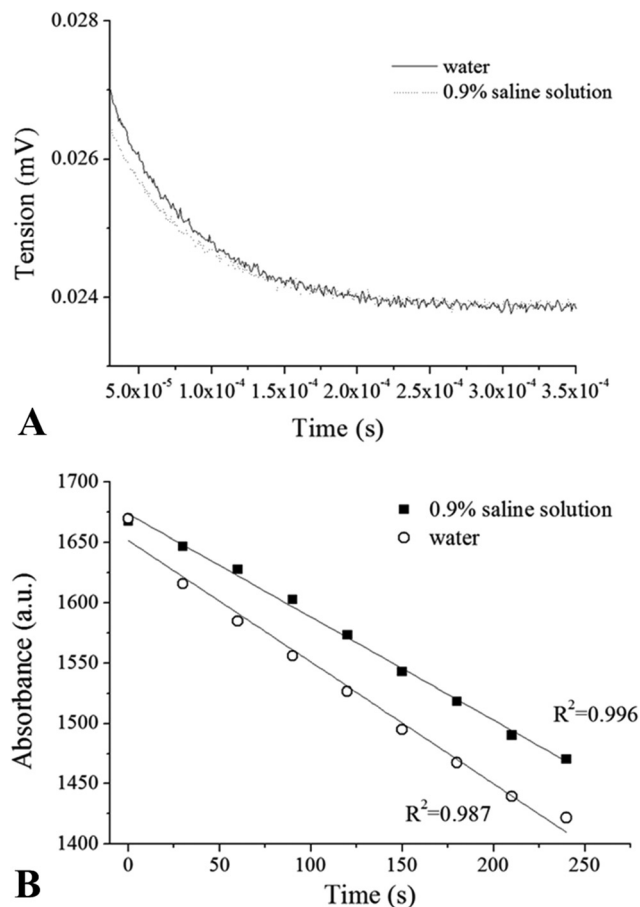 0.028
water
0.9% saline solution
0.026
Tension (mV)
0.024
5.0x10⁻⁵ 1.0x10⁻⁴ 1.5x10⁻⁴ 2.0x10⁻⁴ 2.5x10⁻⁴ 3.0x10⁻⁴ 3.5x10⁻⁴
A
Time (s)
1700
0.9% saline solution
water
1650
1600
Absorbance (a.u.)
1550
1500
R²=0.996
1450
R²=0.987
1400
0 50 100 150 200 250
B
Time (s)